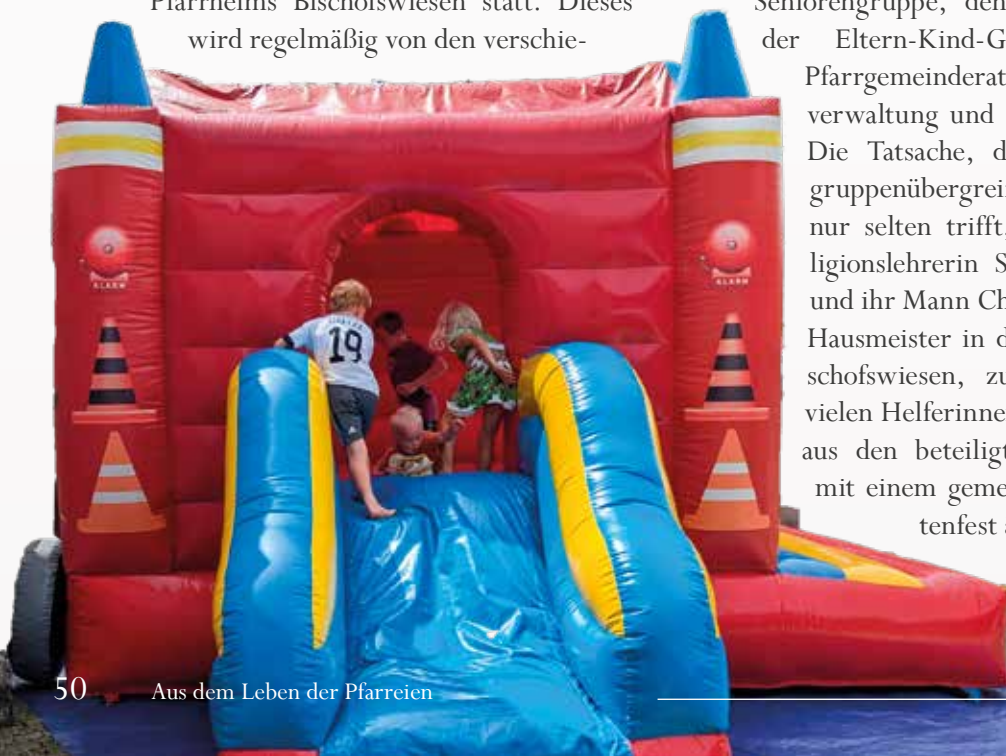 Pfarrheims Bischofswiesen statt. Dieses
wird regelmäßig von den verschie-
Seniorengruppe, den
der Eltern-Kind-G
Pfarrgemeinderat
verwaltung und
Die Tatsache, d
gruppenübergrei
nur selten trifft,
ligionslehrerin S
und ihr Mann Ch
Hausmeister in d
schofswiesen, zu
vielen Helferinne
aus den beteiligt
mit einem geme
tenfest a
ALARM
ALARM
19
50 Aus dem Leben der Pfarreien